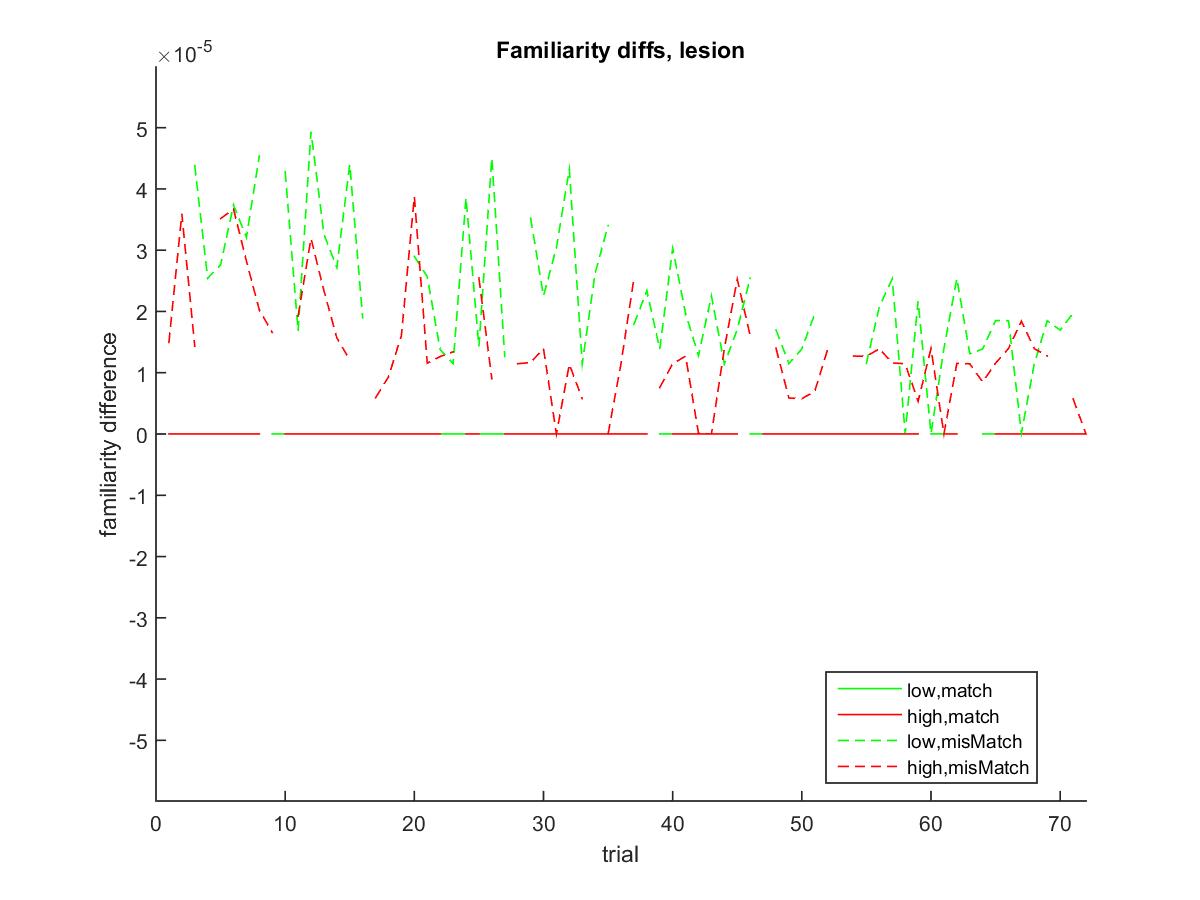 Familiarity diffs, lesion
×10-5
5
4
3
2
1
0
-1
-2
-3
-4
-5
familiarity difference
0 10 20 30 40 50 60 70
trial
low,match
high,match
low,misMatch
high,misMatch